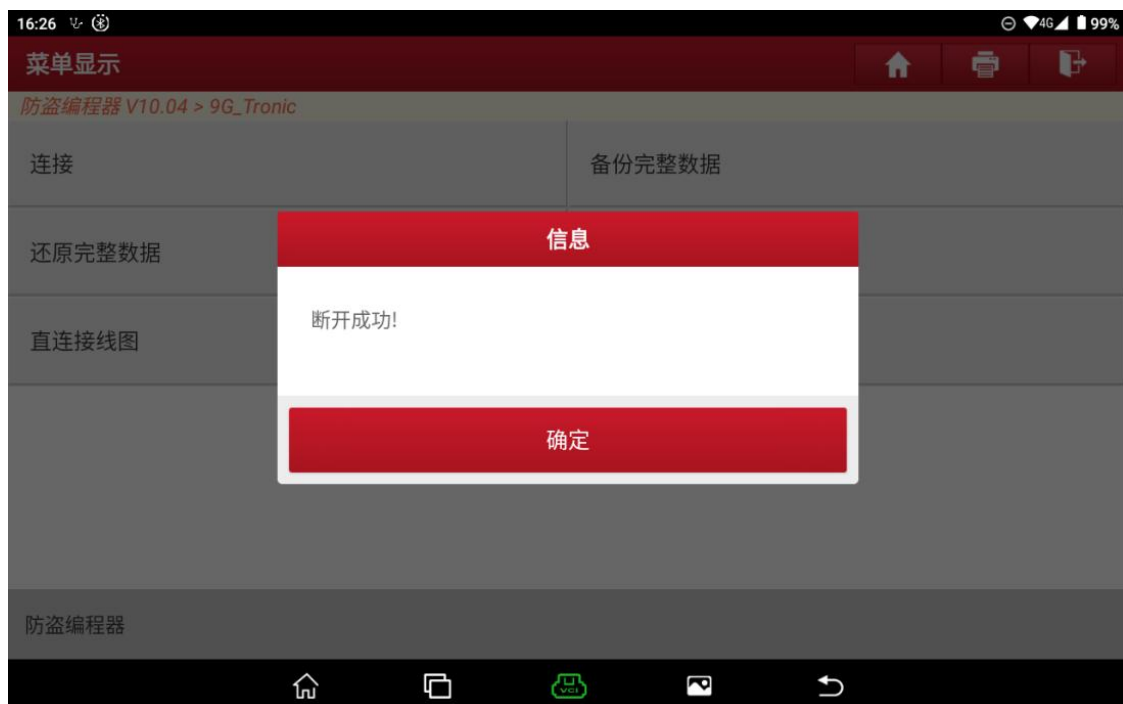 16:26
4G 99%
菜单显示
防盗编程器 V10.04 > 9G_Tronic
连接
备份完整数据
还原完整数据
信息
断开成功!
直连接线图
确定
防盗编程器
VCI